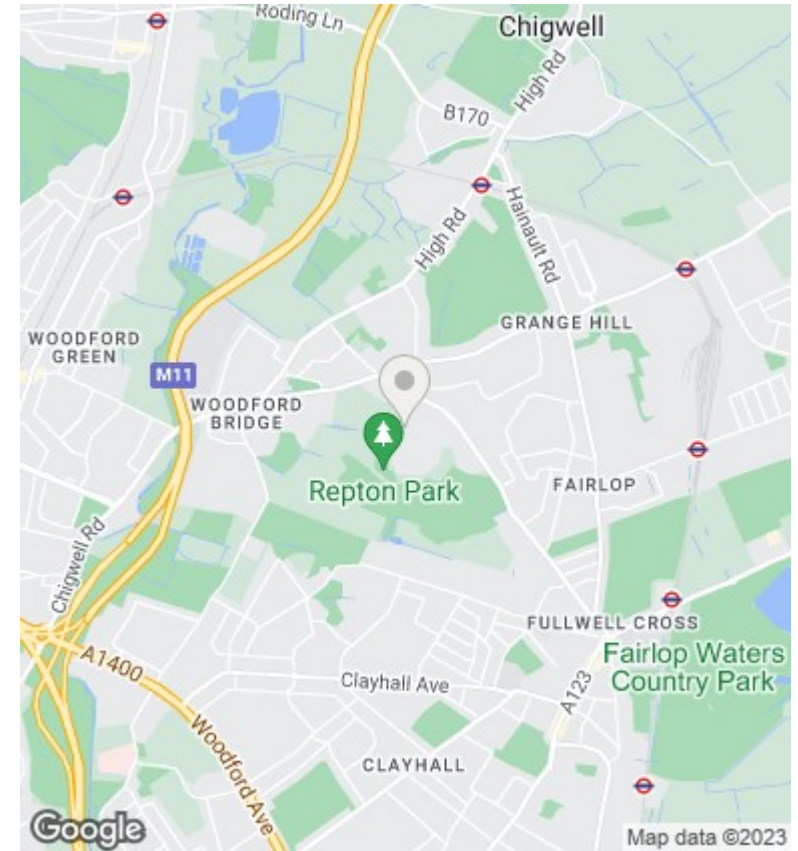 Roding Ln
Chigwell
High Rd
B170
High Rd
Hainault Rd
GRANGE HILL
WOODFORD
GREEN
M11
WOODFORD
BRIDGE
Repton Park
FAIRLOP
Chigwell Rd
FULLWELL CROSS
Fairlop Waters
Country Park
A1400
Clayhall Ave
A123
Woodford Ave
CLAYHALL
Google
Map data ©2023